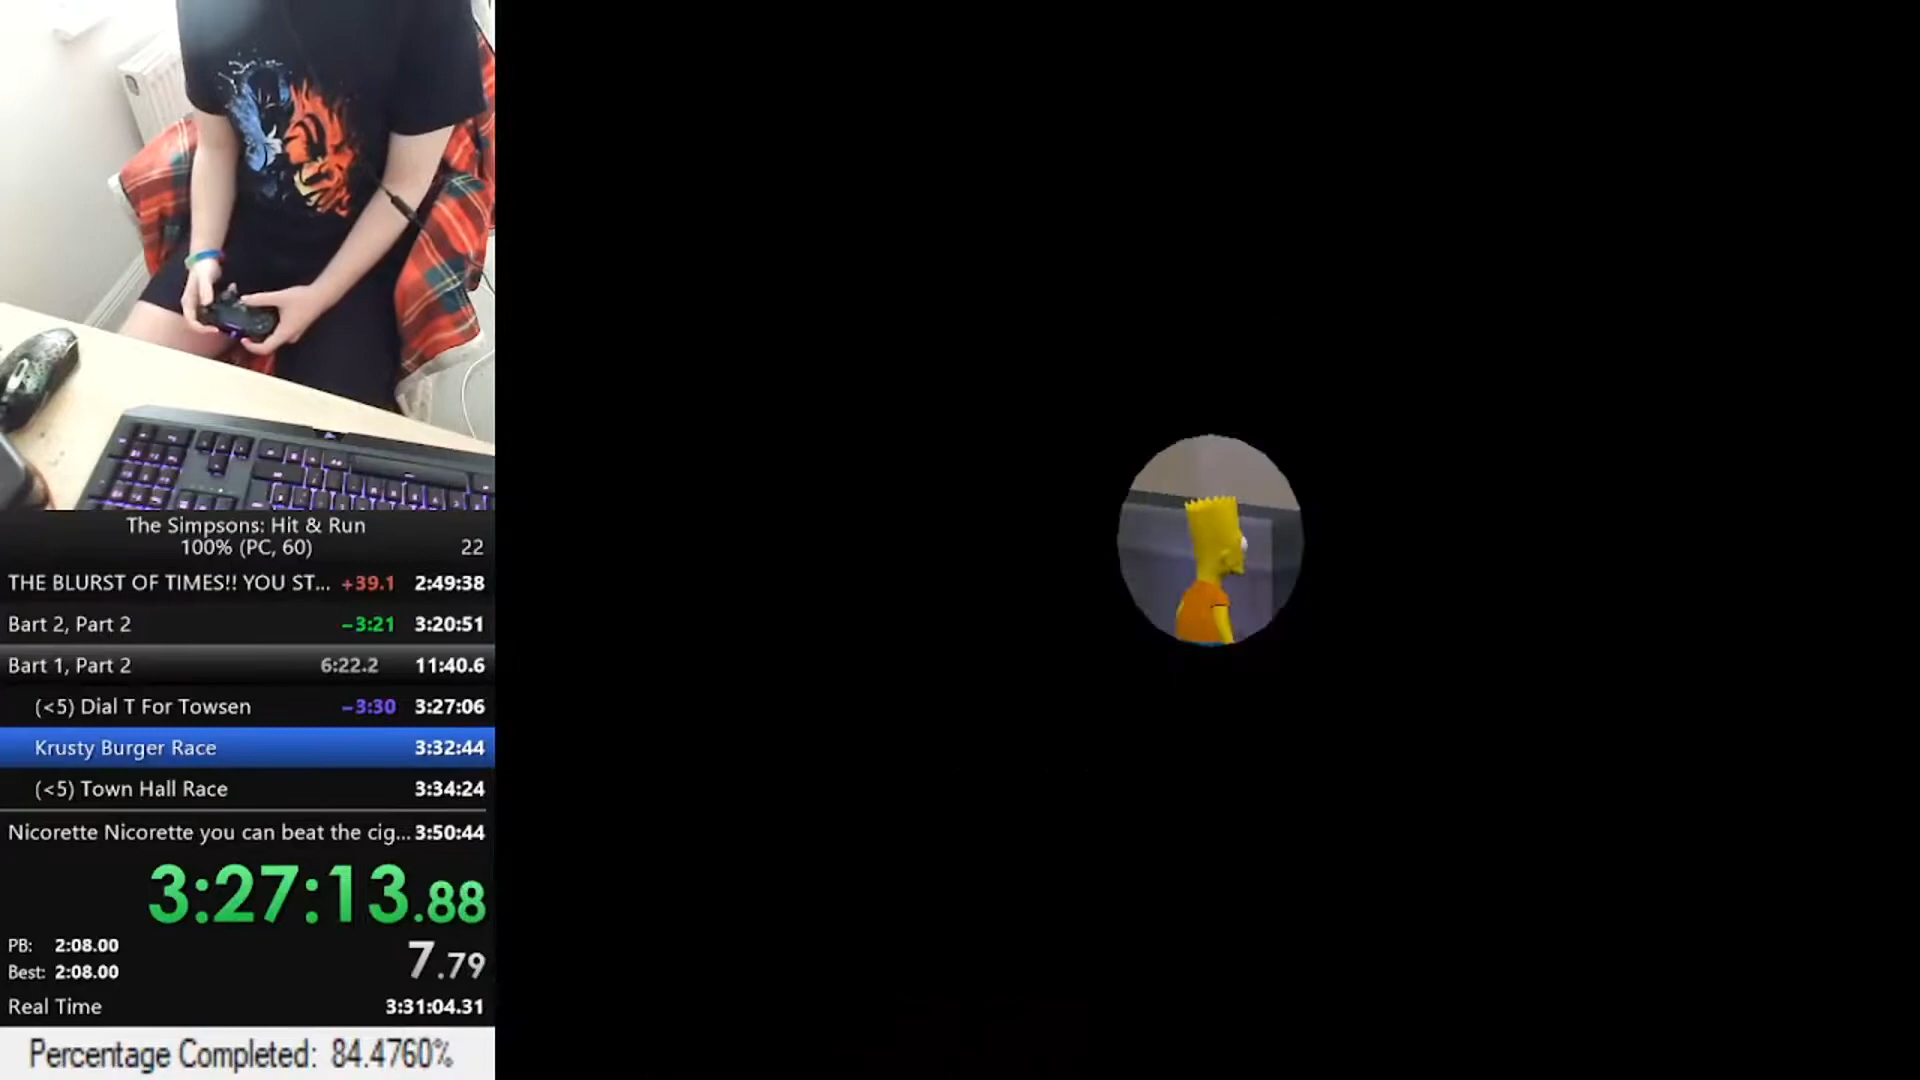 The Simpsons: Hit & Run
100% (PC, 60) 22
THE BLURST OF TIMES!! YOU ST... +39.1 2:49:38
Bart 2, Part 2 −3:21 3:20:51
Bart 1, Part 2 6:22.2 11:40.6
(<5) Dial T For Towsen −3:30 3:27:06
Krusty Burger Race 3:32:44
(<5) Town Hall Race 3:34:24
Nicorette Nicorette you can beat the cig... 3:50:44
3:27:13.88
PB: 2:08.00
Best: 2:08.00
7.79
Real Time 3:31:04.31
Percentage Completed: 84.4760%